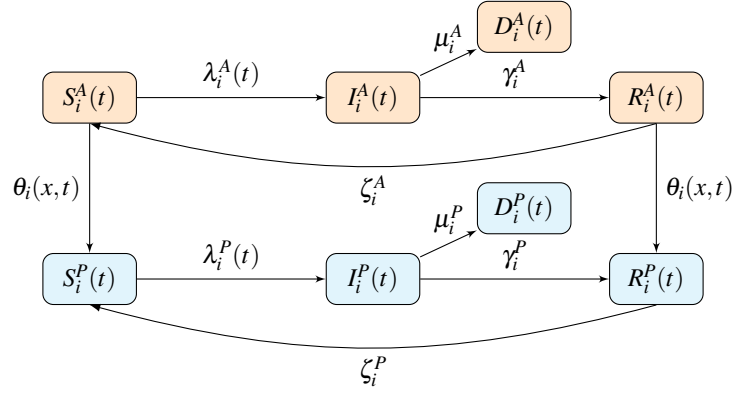 D_i^A(t)
μ_i^A
λ_i^A(t)
γ_i^A
S_i^A(t)
I_i^A(t)
R_i^A(t)
θ_i(x,t)
ζ_i^A
θ_i(x,t)
D_i^P(t)
μ_i^P
λ_i^P(t)
γ_i^P
S_i^P(t)
I_i^P(t)
R_i^P(t)
ζ_i^P